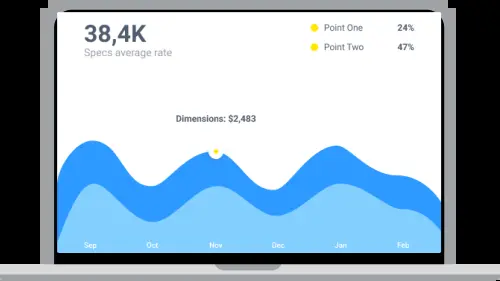 38,4K
Specs average rate
Point One 24%
Point Two 47%
Dimensions: $2,483
Sep Oct Nov Dec Jan Feb